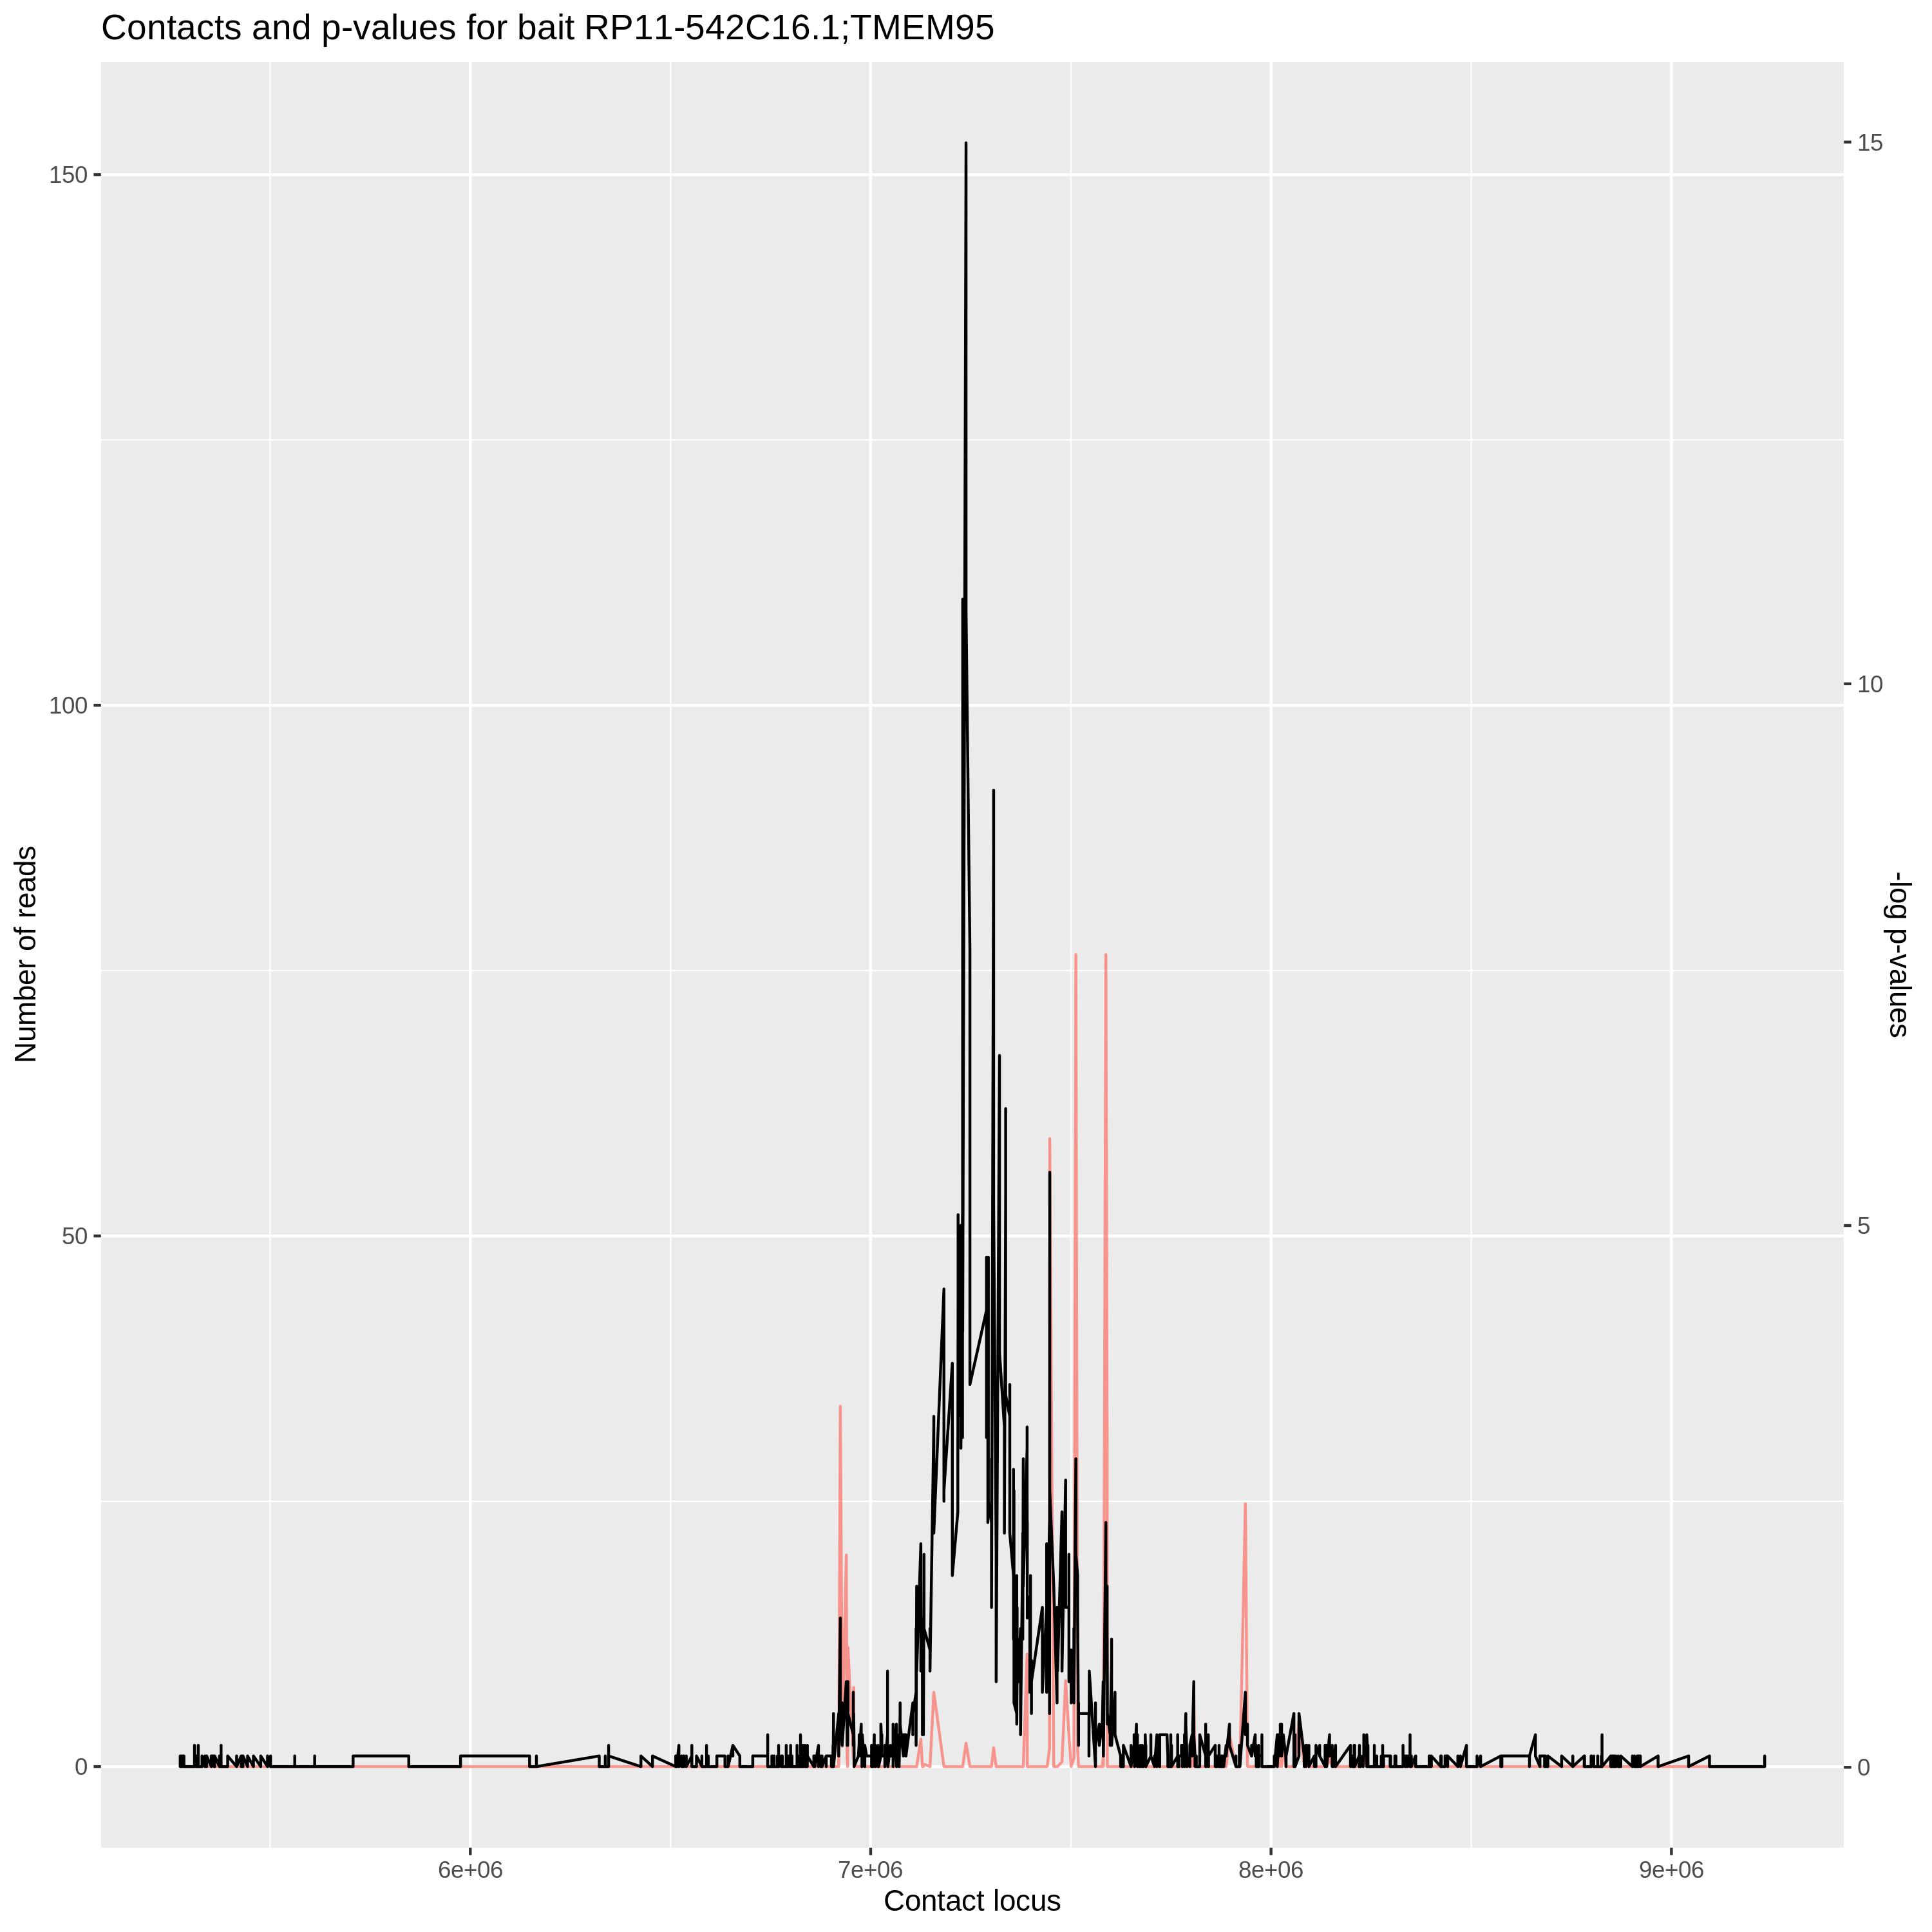 Contacts and p-values for bait RP11-542C16.1;TMEM95
150
100
50
0
Number of reads
15
10
5
0
-log p-values
6e+06
7e+06
8e+06
9e+06
Contact locus